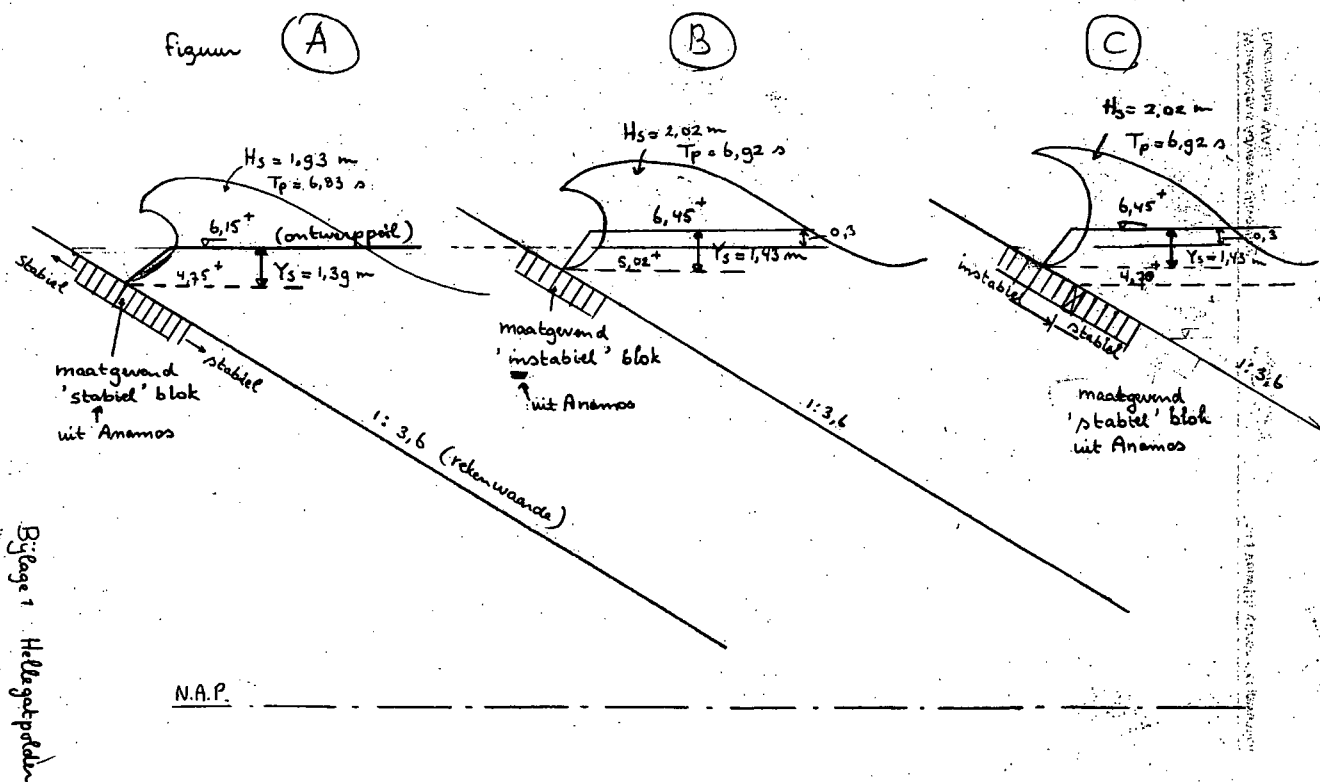 Figuur A
Hs = 1,93 m
Tp = 6,83 s
6,15+ (ontwerppeil)
4,75+ Ys = 1,39 m
stabiel
stabiel
maatgevend
'stabiel' blok
uit Anamos
1: 3,6 (rekenwaarde)
B
Hs = 2,02 m
Tp = 6,92 s
6,45+
0,3
5,02+ Ys = 1,43 m
maatgevend
'instabiel' blok
uit Anamos
1: 3,6
C
Hs = 2,02 m
Tp = 6,92 s
6,45+
0,3
Ys = 1,43 m
instabiel
stabiel
1: 3,6
maatgevend
'stabiel' blok
uit Anamos
N.A.P.
Bijlage 1 Hellegatpolder